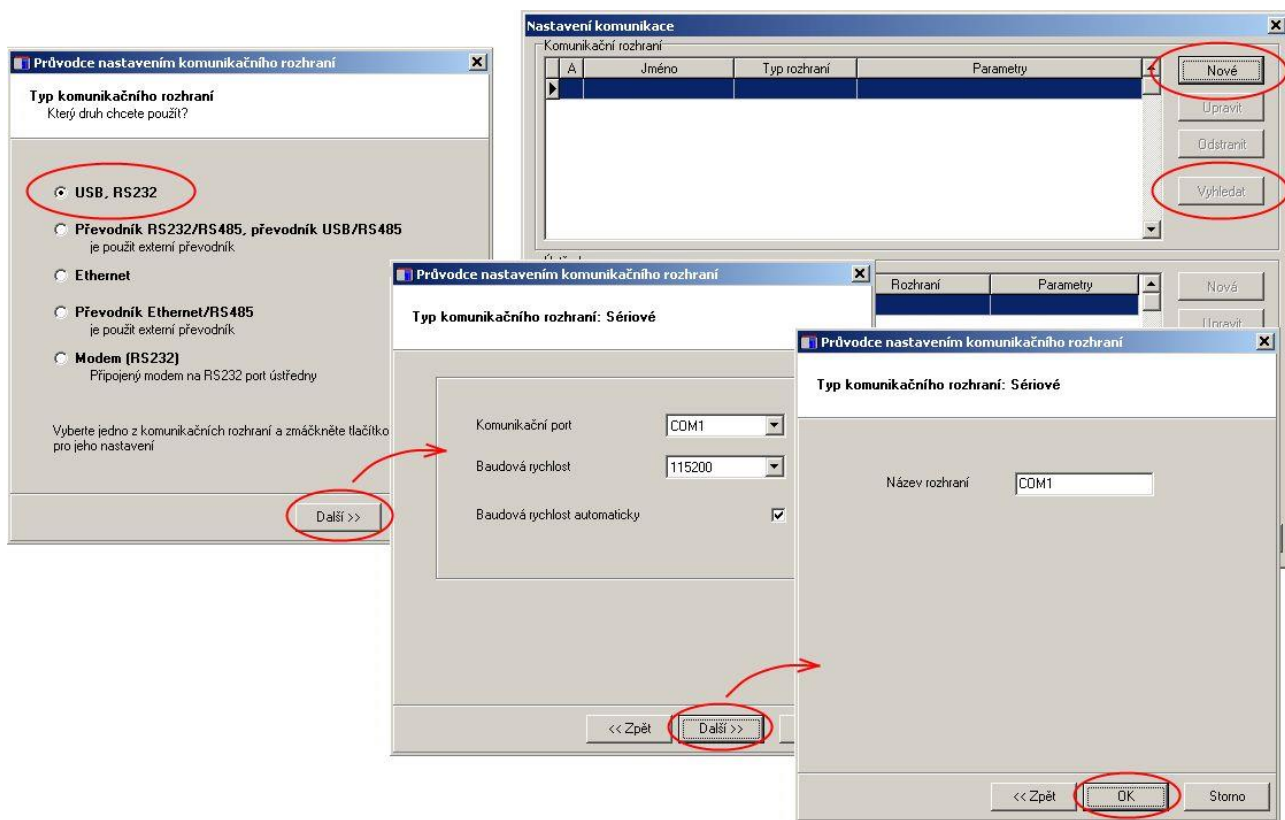 Nastavení komunikace
Komunikační rozhraní
A Jméno Typ rozhraní Parametry
Nové
Upravit
Odstranit
Vyhledat
Rozhraní Parametry
Nová
Upravit
Průvodce nastavením komunikačního rozhraní
Typ komunikačního rozhraní
Který druh chcete použít?
USB, RS232
Převodník RS232/RS485, převodník USB/RS485
je použit externí převodník
Ethernet
Převodník Ethernet/RS485
je použit externí převodník
Modem (RS232)
Připojený modem na RS232 port ústředny
Vyberte jedno z komunikačních rozhraní a zmáčkněte tlačítko
pro jeho nastavení
Další >>
Průvodce nastavením komunikačního rozhraní
Typ komunikačního rozhraní: Sériové
Komunikační port COM1
Baudová rychlost 115200
Baudová rychlost automaticky
<< Zpět Další >>
Průvodce nastavením komunikačního rozhraní
Typ komunikačního rozhraní: Sériové
Název rozhraní COM1
<< Zpět OK Storno